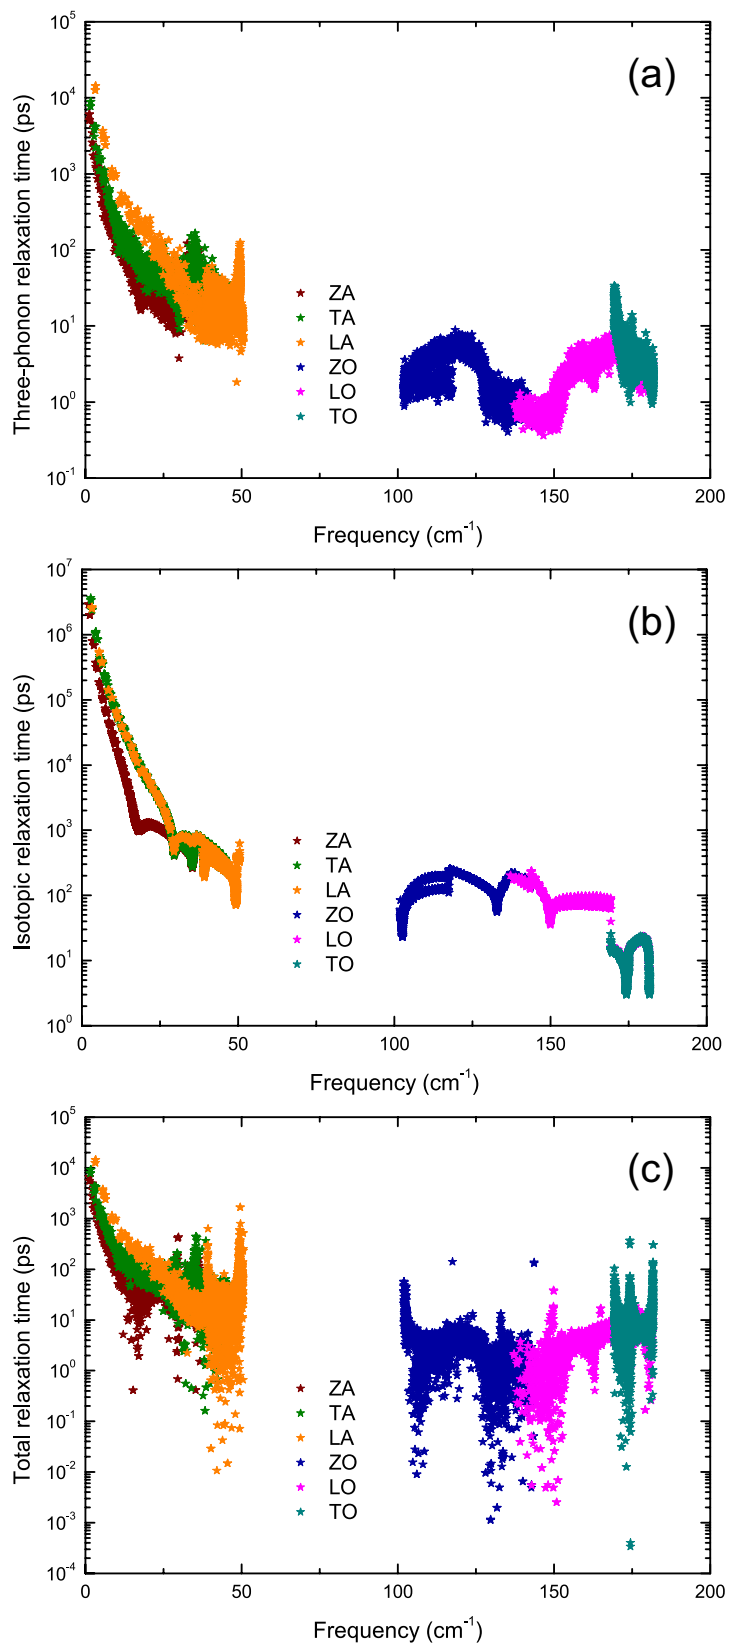 (a)
Three-phonon relaxation time (ps)
10^5
10^4
10^3
10^2
10^1
10^0
10^-1
ZA
TA
LA
ZO
LO
TO
0 50 100 150 200
Frequency (cm^-1)
(b)
Isotopic relaxation time (ps)
10^7
10^6
10^5
10^4
10^3
10^2
10^1
10^0
ZA
TA
LA
ZO
LO
TO
0 50 100 150 200
Frequency (cm^-1)
(c)
Total relaxation time (ps)
10^5
10^4
10^3
10^2
10^1
10^0
10^-1
10^-2
10^-3
10^-4
ZA
TA
LA
ZO
LO
TO
0 50 100 150 200
Frequency (cm^-1)